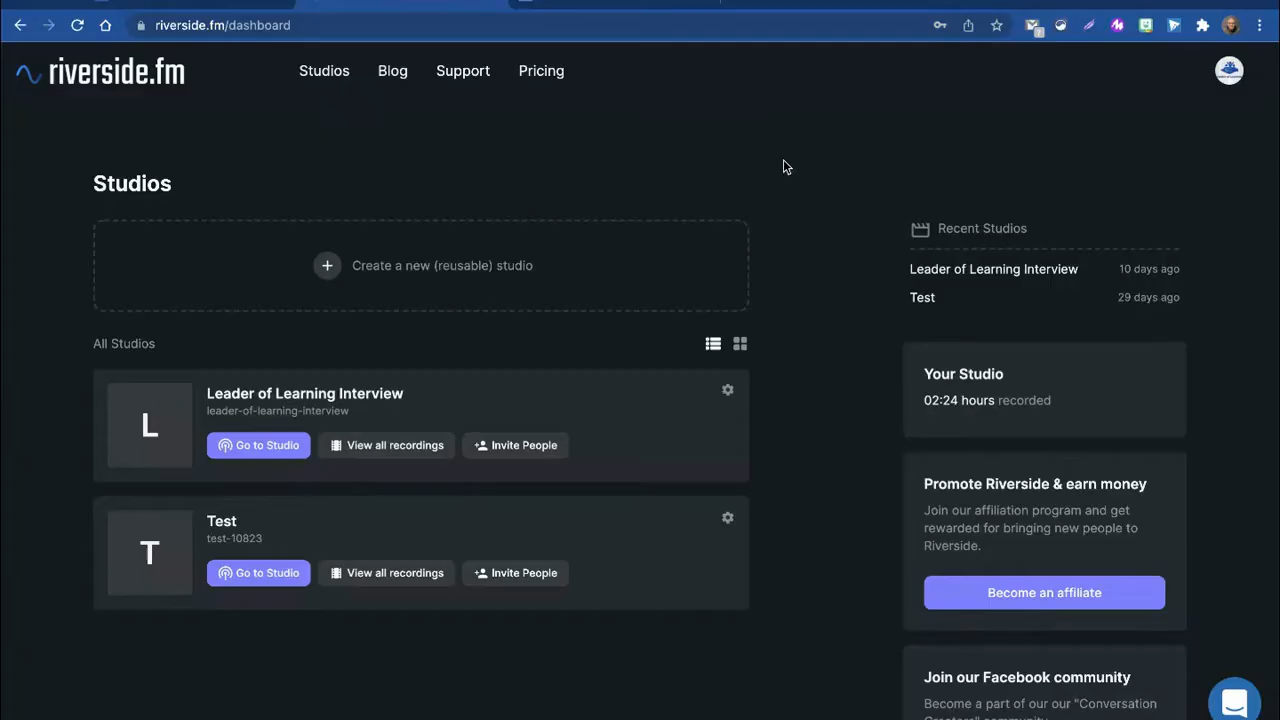 riverside.fm/dashboard
riverside.fm
Studios
Blog
Support
Pricing
Studios
Create a new (reusable) studio
All Studios
L
Leader of Learning Interview
leader-of-learning-interview
Go to Studio
View all recordings
Invite People
T
Test
test-10823
Go to Studio
View all recordings
Invite People
Recent Studios
Leader of Learning Interview 10 days ago
Test 29 days ago
Your Studio
02:24 hours recorded
Promote Riverside & earn money
Join our affiliation program and get
rewarded for bringing new people to
Riverside.
Become an affiliate
Join our Facebook community
Become a part of our our "Conversation